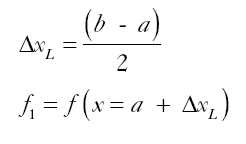 Δx_L = (b - a) / 2
f_1 = f(x = a + Δx_L)